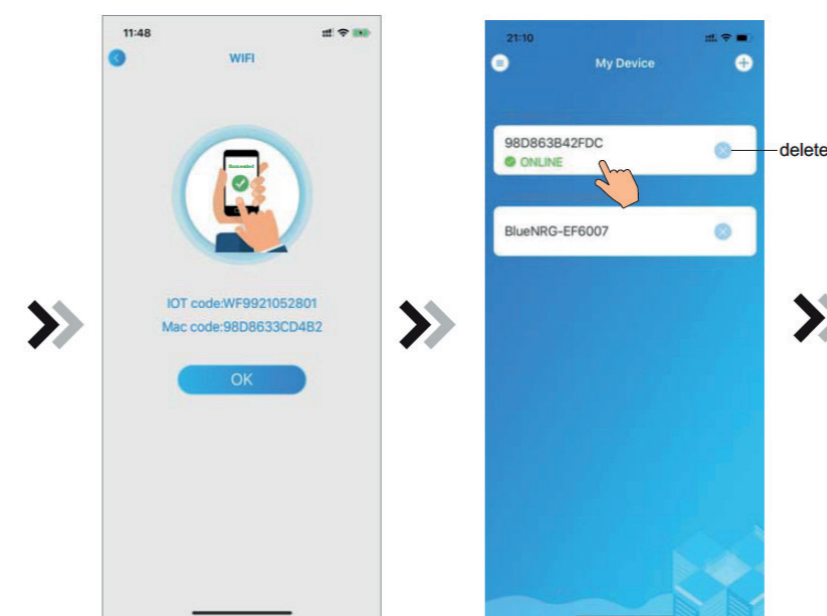 11:48
WIFI
IOT code:WF9921052801
Mac code:98D8633CD4B2
OK
21:10
My Device
98D863B42FDC
ONLINE
delete
BlueNRG-EF6007